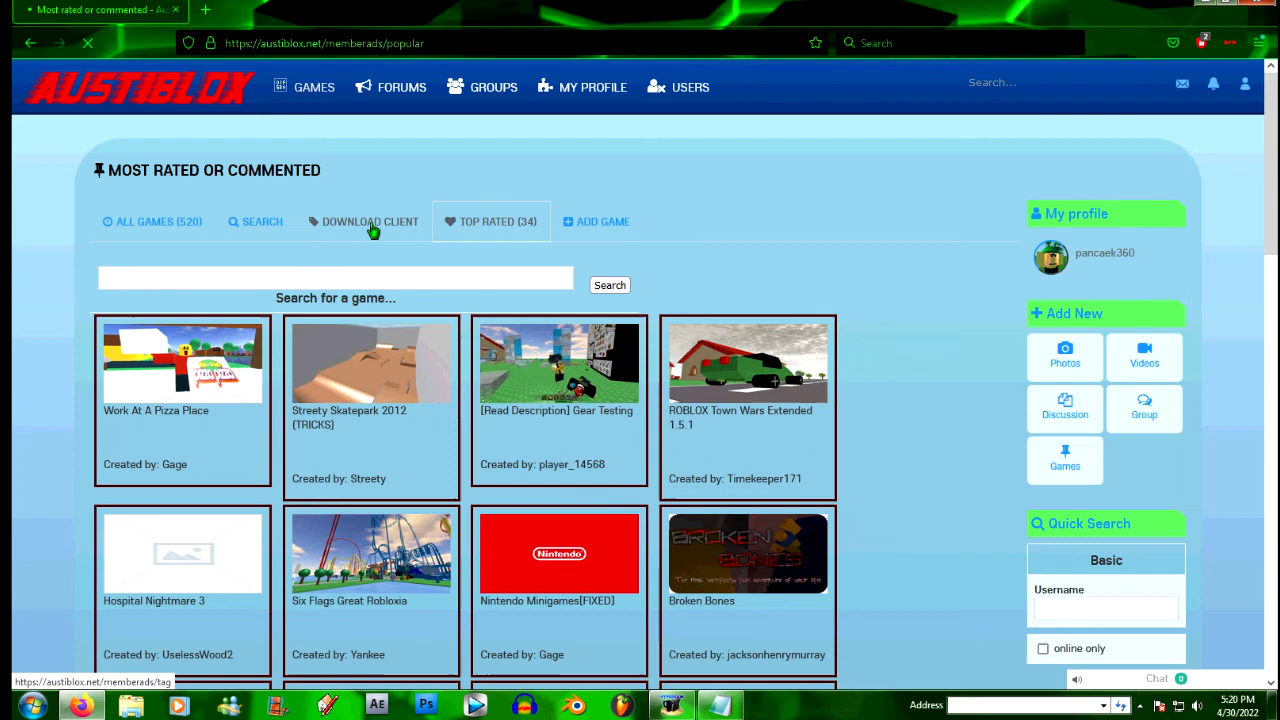 Most rated or commented - Au
https://austiblox.net/memberads/popular
Search
2
AUSTIBLOX
GAMES
FORUMS
GROUPS
MY PROFILE
USERS
Search...
MOST RATED OR COMMENTED
ALL GAMES (520)
SEARCH
DOWNLOAD CLIENT
TOP RATED (34)
ADD GAME
Search
Search for a game...
Work At A Pizza Place
Created by: Gage
Streety Skatepark 2012
(TRICKS)
Created by: Streety
[Read Description] Gear Testing
Created by: player_14568
ROBLOX Town Wars Extended
1.5.1
Created by: Timekeeper171
Hospital Nightmare 3
Created by: UselessWood2
Six Flags Great Robloxia
Created by: Yankee
Nintendo
Nintendo Minigames[FIXED]
Created by: Gage
BROKEN
BONES
Broken Bones
Created by: jacksonhenrymurray
My profile
pancaek360
Add New
Photos
Videos
Discussion
Group
Games
Quick Search
Basic
Username
online only
Chat 0
https://austiblox.net/memberads/tag
AE
Ps
Address
5:20 PM
4/30/2022